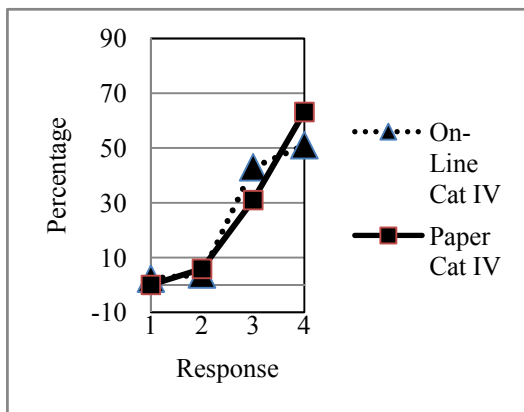 90
70
50
30
10
-10
Percentage
1 2 3 4
Response
On-
Line
Cat IV
Paper
Cat IV